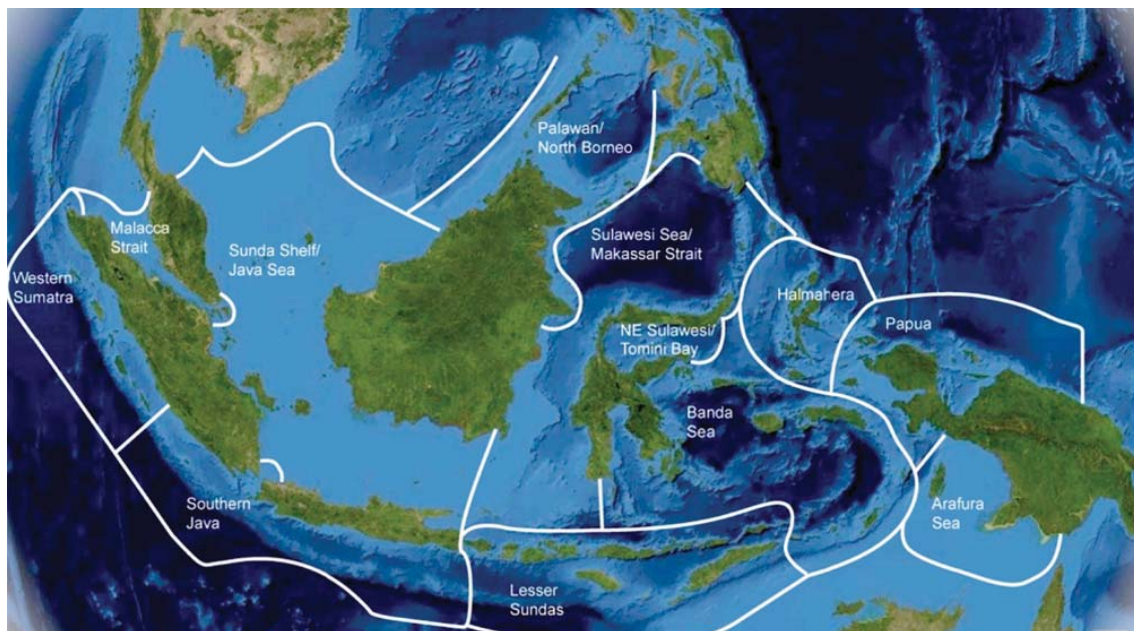 Palawan/
North Borneo
Malacca
Strait
Sunda Shelf/
Java Sea
Sulawesi Sea/
Makassar Strait
Western
Sumatra
Halmahera
Papua
NE Sulawesi/
Tomini Bay
Banda
Sea
Southern
Java
Arafura
Sea
Lesser
Sundas